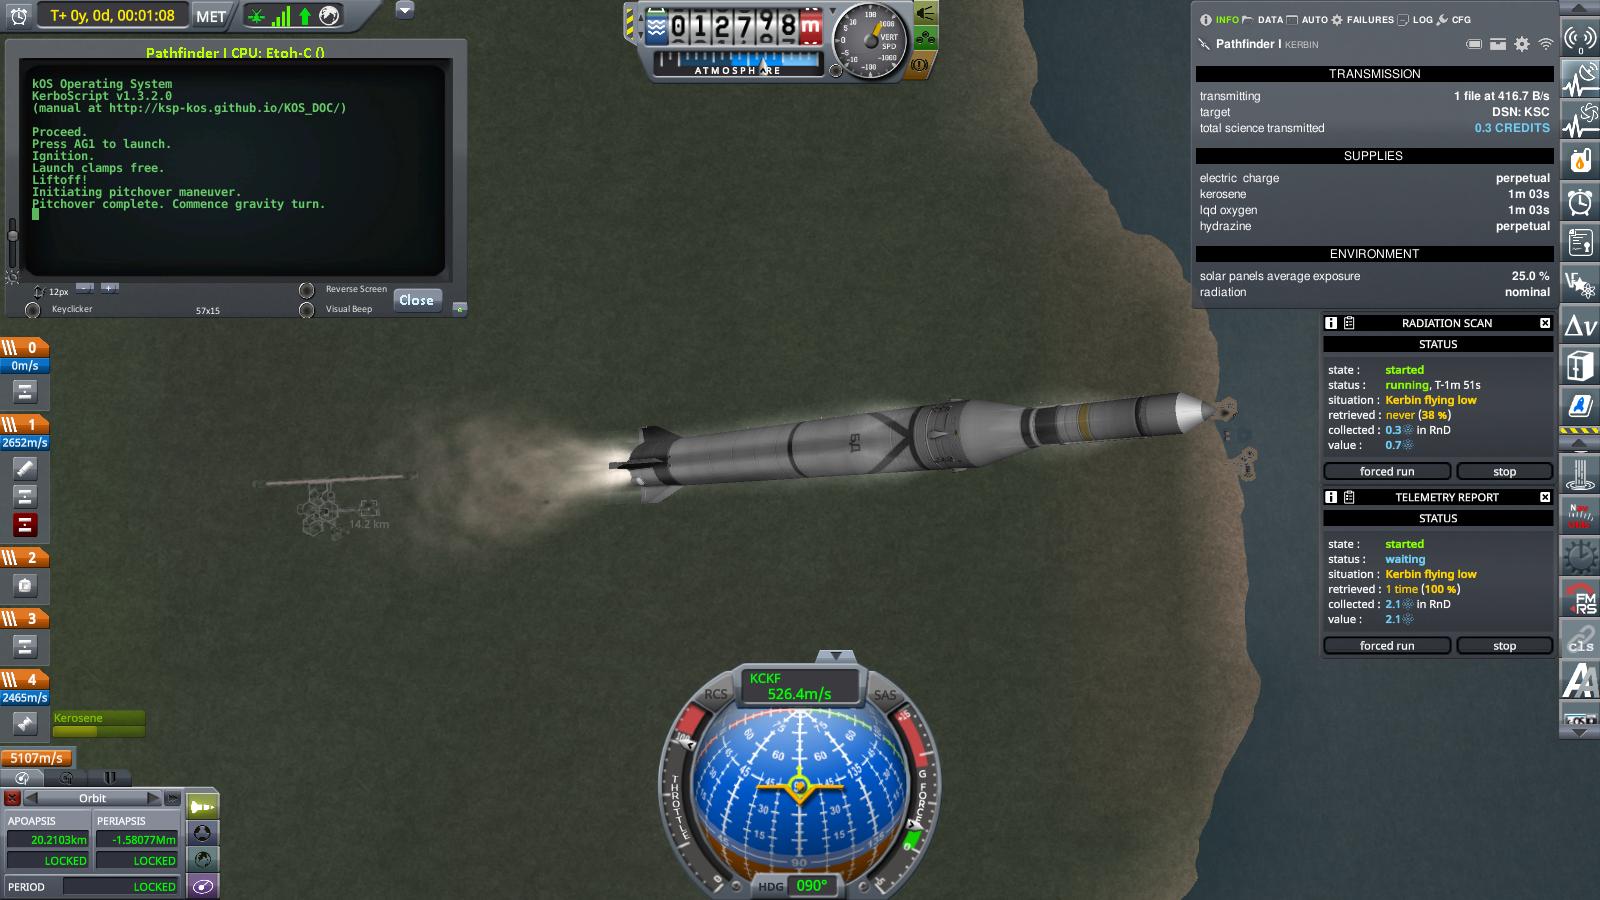 T+ 0y, 0d, 00:01:08
MET
Pathfinder I CPU: Etoh-C ()
kOS Operating System
KerboScript v1.3.2.0
(manual at http://ksp-kos.github.io/KOS_DOC/)
Proceed.
Press AG1 to launch.
Ignition.
Launch clamps free.
Liftoff!
Initiating pitchover maneuver.
Pitchover complete. Commence gravity turn.
12px
- +
Reverse Screen
Close
Keyclicker
57x15
Visual Beep
012798m
ATMOSPHERE
VERT SPD
INFO DATA AUTO FAILURES LOG CFG
Pathfinder I KERBIN
TRANSMISSION
transmitting 1 file at 416.7 B/s
target DSN: KSC
total science transmitted 0.3 CREDITS
SUPPLIES
electric charge perpetual
kerosene 1m 03s
lqd oxygen 1m 03s
hydrazine perpetual
ENVIRONMENT
solar panels average exposure 25.0 %
radiation nominal
RADIATION SCAN
STATUS
state : started
status : running, T-1m 51s
situation : Kerbin flying low
retrieved : never (38 %)
collected : 0.3 in RnD
value : 0.7
forced run stop
TELEMETRY REPORT
STATUS
state : started
status : waiting
situation : Kerbin flying low
retrieved : 1 time (100 %)
collected : 2.1 in RnD
value : 2.1
forced run stop
0
0m/s
1
2652m/s
2
3
4
2465m/s
Kerosene
5107m/s
14.2 km
Orbit
APOAPSIS PERIAPSIS
20.2103km -1.58077Mm
LOCKED LOCKED
PERIOD LOCKED
KCKF
526.4m/s
RCS SAS
THROTTLE
G FORCE
HDG 090°
Δv
FM RS
cls